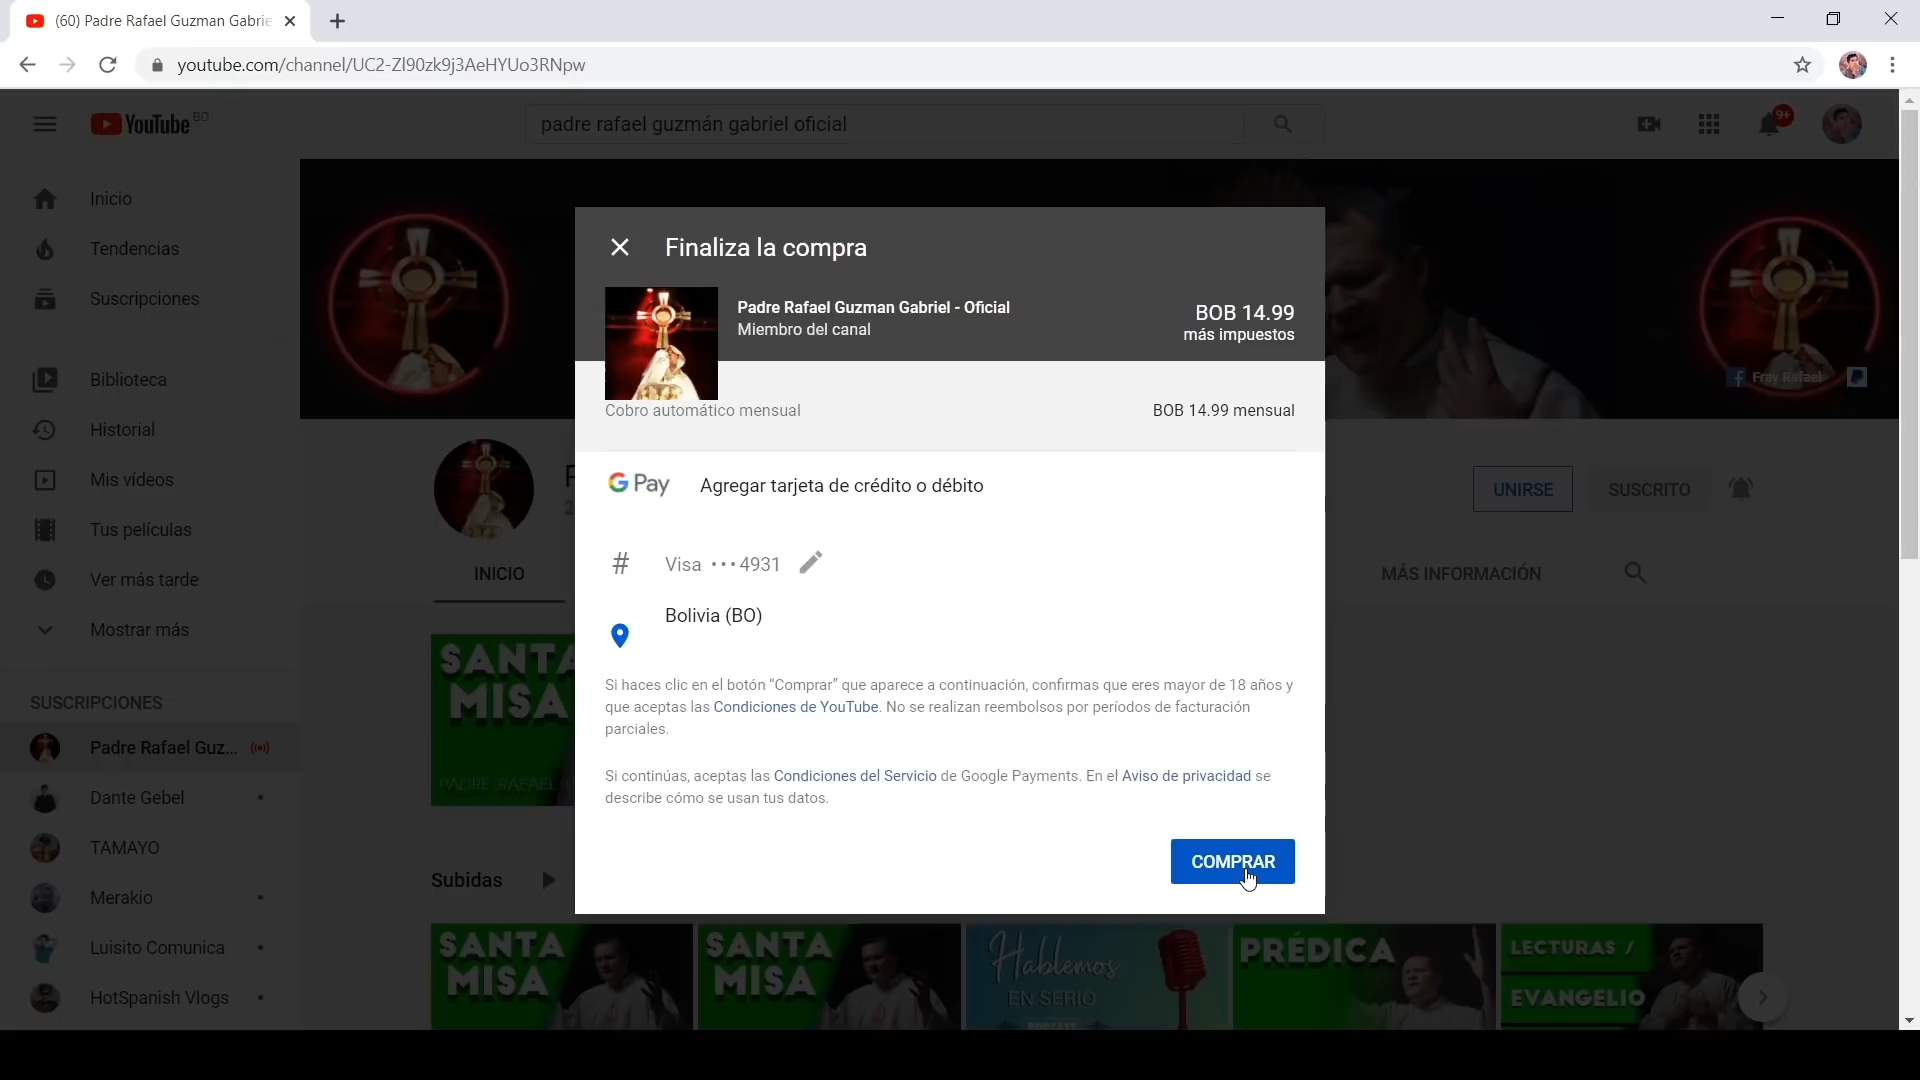 (60) Padre Rafael Guzman Gabrie
youtube.com/channel/UC2-Zl90zk9j3AeHYUo3RNpw
YouTube BO
padre rafael guzmán gabriel oficial
9+
Inicio
Tendencias
Suscripciones
Biblioteca
Historial
Mis vídeos
Tus películas
Ver más tarde
Mostrar más
SUSCRIPCIONES
Padre Rafael Guz...
Dante Gebel
TAMAYO
Merakio
Luisito Comunica
HotSpanish Vlogs
Fray Rafael
UNIRSE
SUSCRITO
INICIO
MÁS INFORMACIÓN
Finaliza la compra
Padre Rafael Guzman Gabriel - Oficial
Miembro del canal
BOB 14.99
más impuestos
Cobro automático mensual
BOB 14.99 mensual
G Pay
Agregar tarjeta de crédito o débito
# Visa ••• 4931
Bolivia (BO)
Si haces clic en el botón “Comprar” que aparece a continuación, confirmas que eres mayor de 18 años y
que aceptas las Condiciones de YouTube. No se realizan reembolsos por períodos de facturación
parciales.
Si continúas, aceptas las Condiciones del Servicio de Google Payments. En el Aviso de privacidad se
describe cómo se usan tus datos.
COMPRAR
SANTA
MISA
PADRE RAFAEL
Subidas
SANTA
MISA
SANTA
MISA
Hablemos
EN SERIO
PODCAST
PRÉDICA
LECTURAS /
EVANGELIO